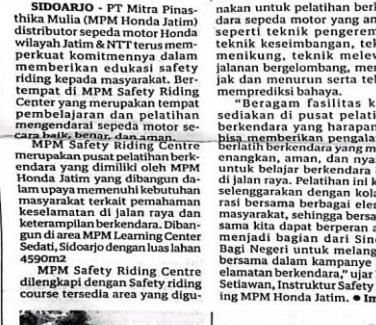 SIDOARJO - PT Mitra Pinas-
thika Mulia (MPM Honda Jatim)
distributor sepeda motor Honda
wilayah Jatim & NTT terus mem-
perkuat komitmennya dalam
memberikan edukasi safety
riding kepada masyarakat. Ber-
tempat di MPM Safety Riding
Center yang merupakan tempat
pembelajaran dan pelatihan
mengendarai sepeda motor se-
cara baik, benar, dan aman.
MPM Safety Riding Centre
merupakan pusat pelatihan berk-
endara yang dimiliki oleh MPM
Honda Jatim yang dibangun da-
lam upaya memenuhi kebutuhan
masyarakat terkait pemahaman
keselamatan di jalan raya dan
keterampilan berkendara. Diban-
gun di area MPM Learning Center
Sedati, Sidoarjo dengan luas lahan
4590m2
MPM Safety Riding Centre
dilengkapi dengan Safety riding
course tersedia area yang digu-
nakan untuk pelatihan berk
dara sepeda motor yang am
seperti teknik pengerem
teknik keseimbangan, tek
menikung, teknik melew
jalanan bergelombang, men
jak dan menurun serta tek
memprediksi bahaya.
"Beragam fasilitas k
sediakan di pusat pelati
berkendara yang harapan
bisa memberikan pengala
berlatih berkendara yang m
enangkan, aman, dan nya
untuk belajar berkendara
di jalan raya. Pelatihan ini k
selenggarakan dengan kola
rasi bersama berbagai elem
masyarakat, sehingga bersa
sama kita dapat berperan a
menjadi bagian dari Sin
Bagi Negeri untuk melang
bersama dalam kampanye
elamatan berkendara," ujar
Setiawan, Instruktur Safety
ing MPM Honda Jatim. ● Im